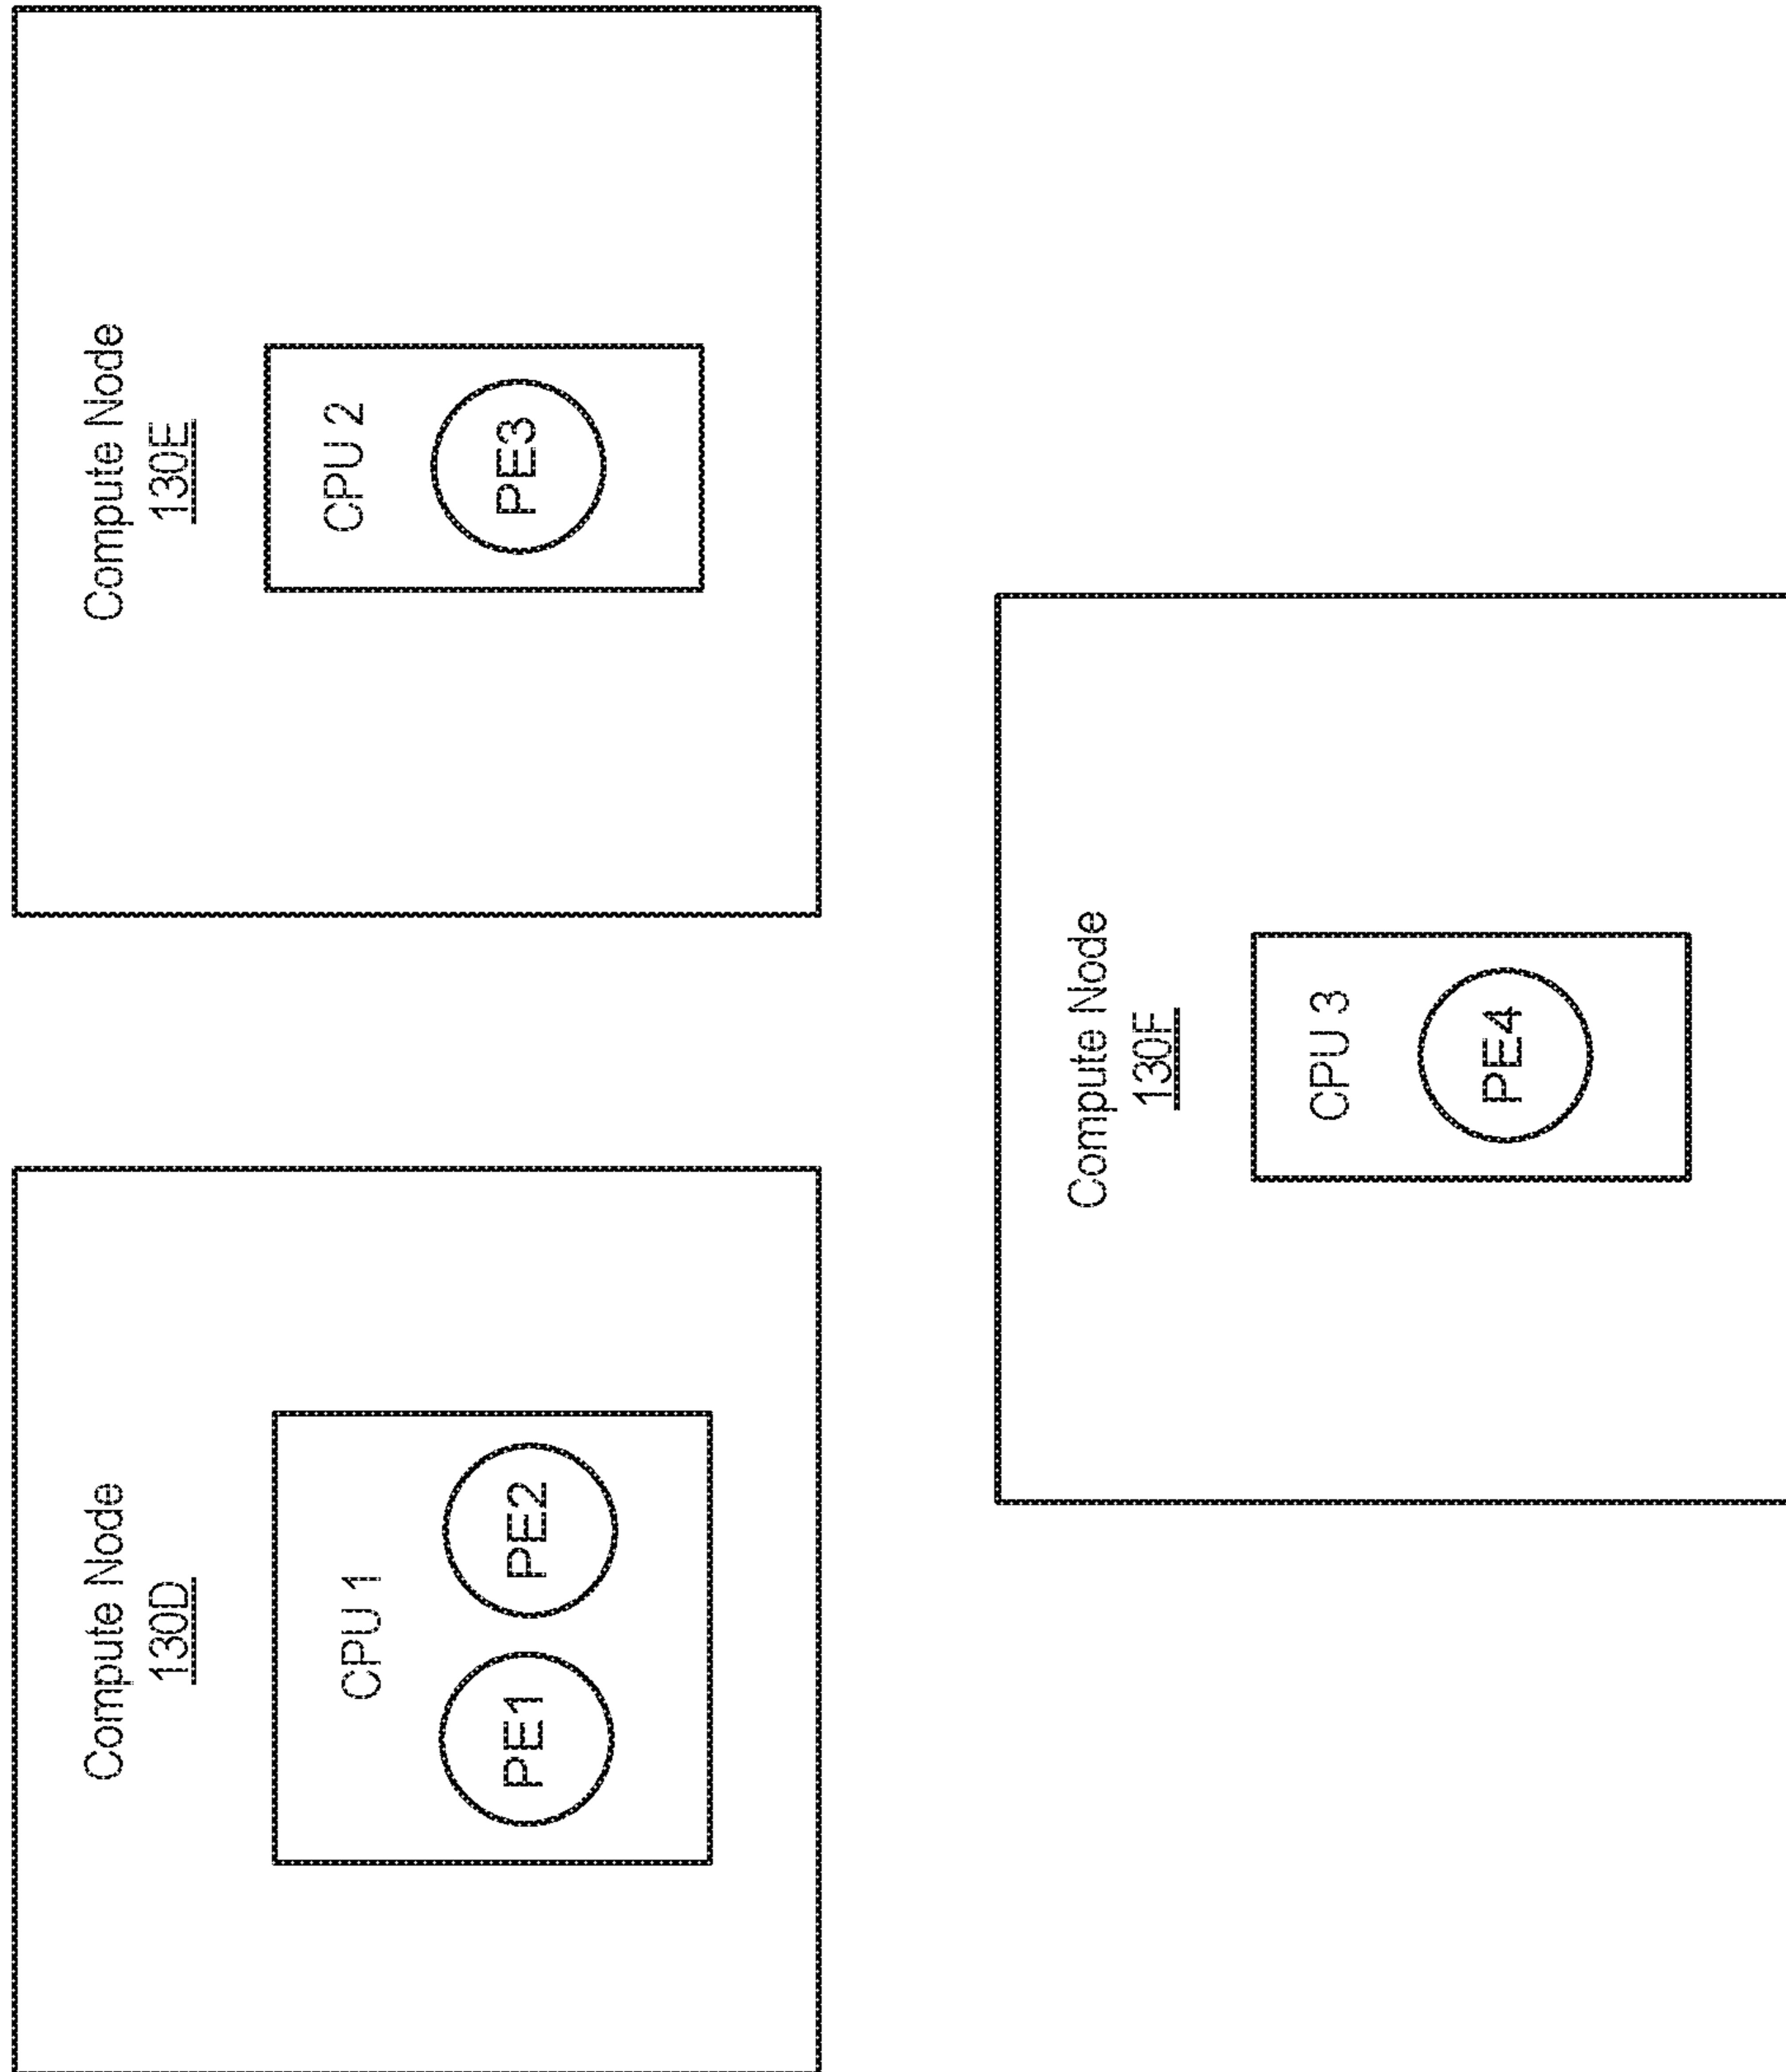 Compute Node
130D
CPU 1
PE1
PE2
Compute Node
130E
CPU 2
PE3
Compute Node
130F
CPU 3
PE4